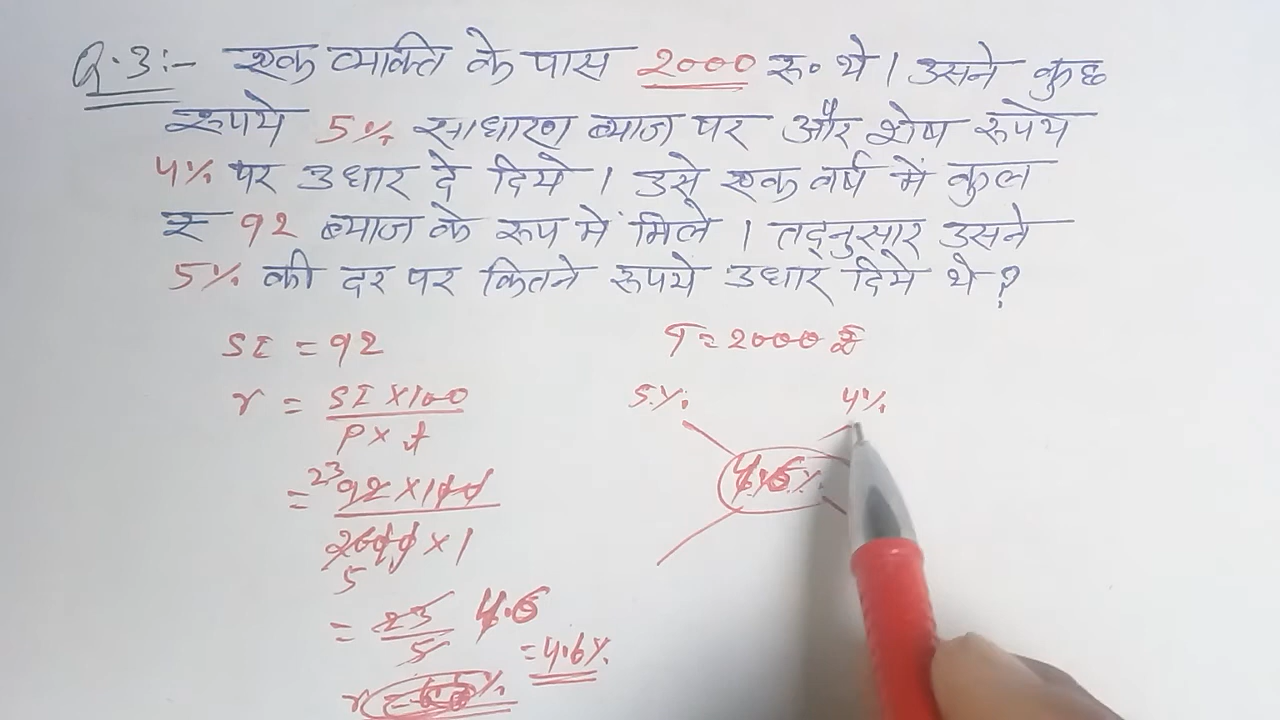 Q.3:- एक व्यक्ति के पास 2000 रु० थे। उसने कुछ
रूपये 5% साधारण ब्याज पर और शेष रूपये
4% पर उधार दे दिये। उसे एक वर्ष में कुल
₹ 92 ब्याज के रूप में मिले। तद्नुसार उसने
5% की दर पर कितने रूपये उधार दिये थे?
SI = 92
T = 2000 ₹
r = SI × 100
P × t
5%
4%
4.6%
= 23 92 × 100
2000 × 1
5
= 23 4.6
5
= 4.6%
r =